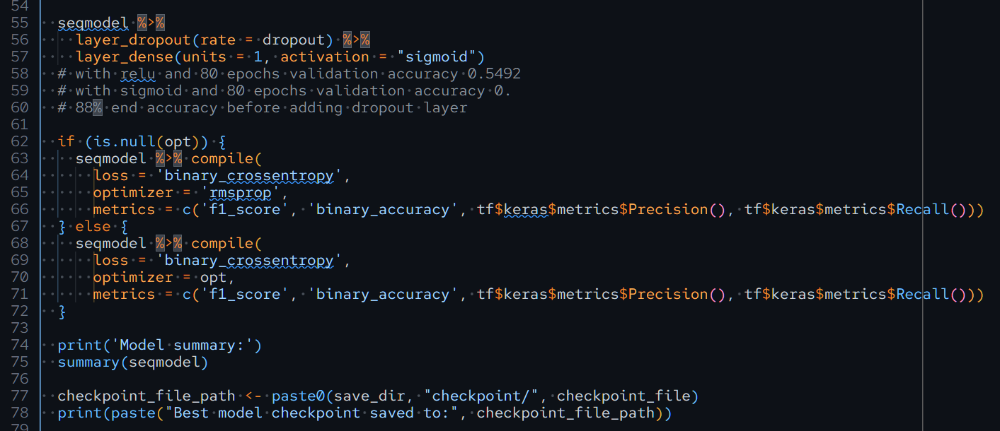 54
55 seqmodel %>%
56 layer_dropout(rate = dropout) %>%
57 layer_dense(units = 1, activation = "sigmoid")
58 # with relu and 80 epochs validation accuracy 0.5492
59 # with sigmoid and 80 epochs validation accuracy 0.
60 # 88% end accuracy before adding dropout layer
61
62 if (is.null(opt)) {
63 seqmodel %>% compile(
64 loss = 'binary_crossentropy',
65 optimizer = 'rmsprop',
66 metrics = c('f1_score', 'binary_accuracy', tf$keras$metrics$Precision(), tf$keras$metrics$Recall()))
67 } else {
68 seqmodel %>% compile(
69 loss = 'binary_crossentropy',
70 optimizer = opt,
71 metrics = c('f1_score', 'binary_accuracy', tf$keras$metrics$Precision(), tf$keras$metrics$Recall()))
72 }
73
74 print('Model summary:')
75 summary(seqmodel)
76
77 checkpoint_file_path <- paste0(save_dir, "checkpoint/", checkpoint_file)
78 print(paste("Best model checkpoint saved to:", checkpoint_file_path))
79